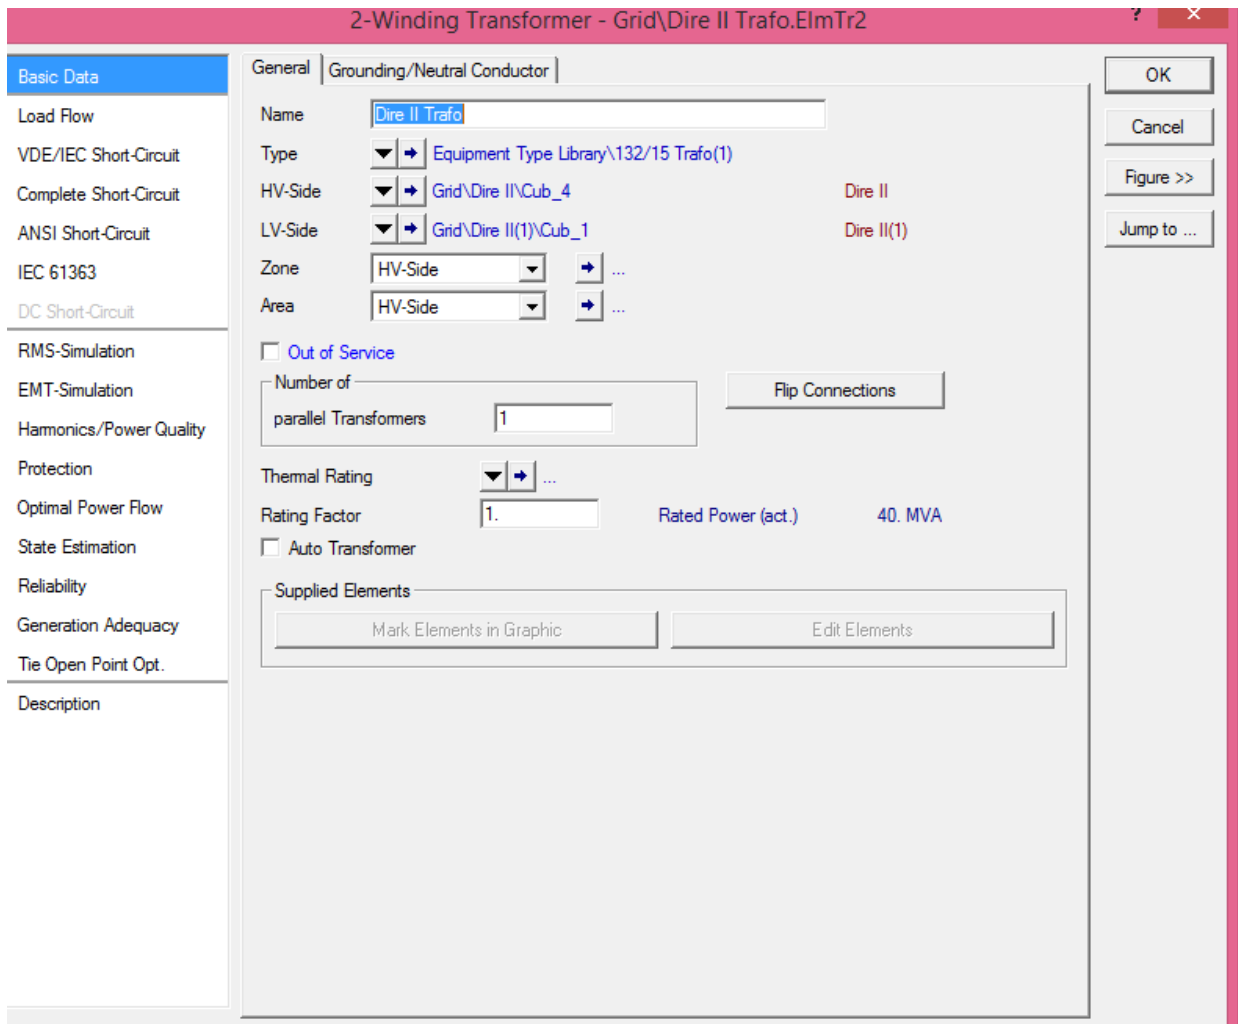 2-Winding Transformer - Grid\Dire II Trafo.ElmTr2
?
Basic Data
Load Flow
VDE/IEC Short-Circuit
Complete Short-Circuit
ANSI Short-Circuit
IEC 61363
DC Short-Circuit
RMS-Simulation
EMT-Simulation
Harmonics/Power Quality
Protection
Optimal Power Flow
State Estimation
Reliability
Generation Adequacy
Tie Open Point Opt.
Description
General Grounding/Neutral Conductor
Name Dire II Trafo
Type Equipment Type Library\132/15 Trafo(1)
HV-Side Grid\Dire II\Cub_4 Dire II
LV-Side Grid\Dire II(1)\Cub_1 Dire II(1)
Zone HV-Side ...
Area HV-Side ...
Out of Service
Number of
parallel Transformers 1
Flip Connections
Thermal Rating ...
Rating Factor 1. Rated Power (act.) 40. MVA
Auto Transformer
Supplied Elements
Mark Elements in Graphic Edit Elements
OK
Cancel
Figure >>
Jump to ...